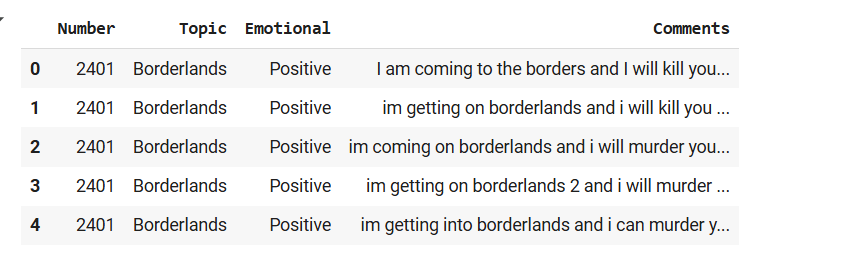 Number Topic Emotional Comments
0 2401 Borderlands Positive I am coming to the borders and I will kill you...
1 2401 Borderlands Positive im getting on borderlands and i will kill you ...
2 2401 Borderlands Positive im coming on borderlands and i will murder you...
3 2401 Borderlands Positive im getting on borderlands 2 and i will murder ...
4 2401 Borderlands Positive im getting into borderlands and i can murder y...